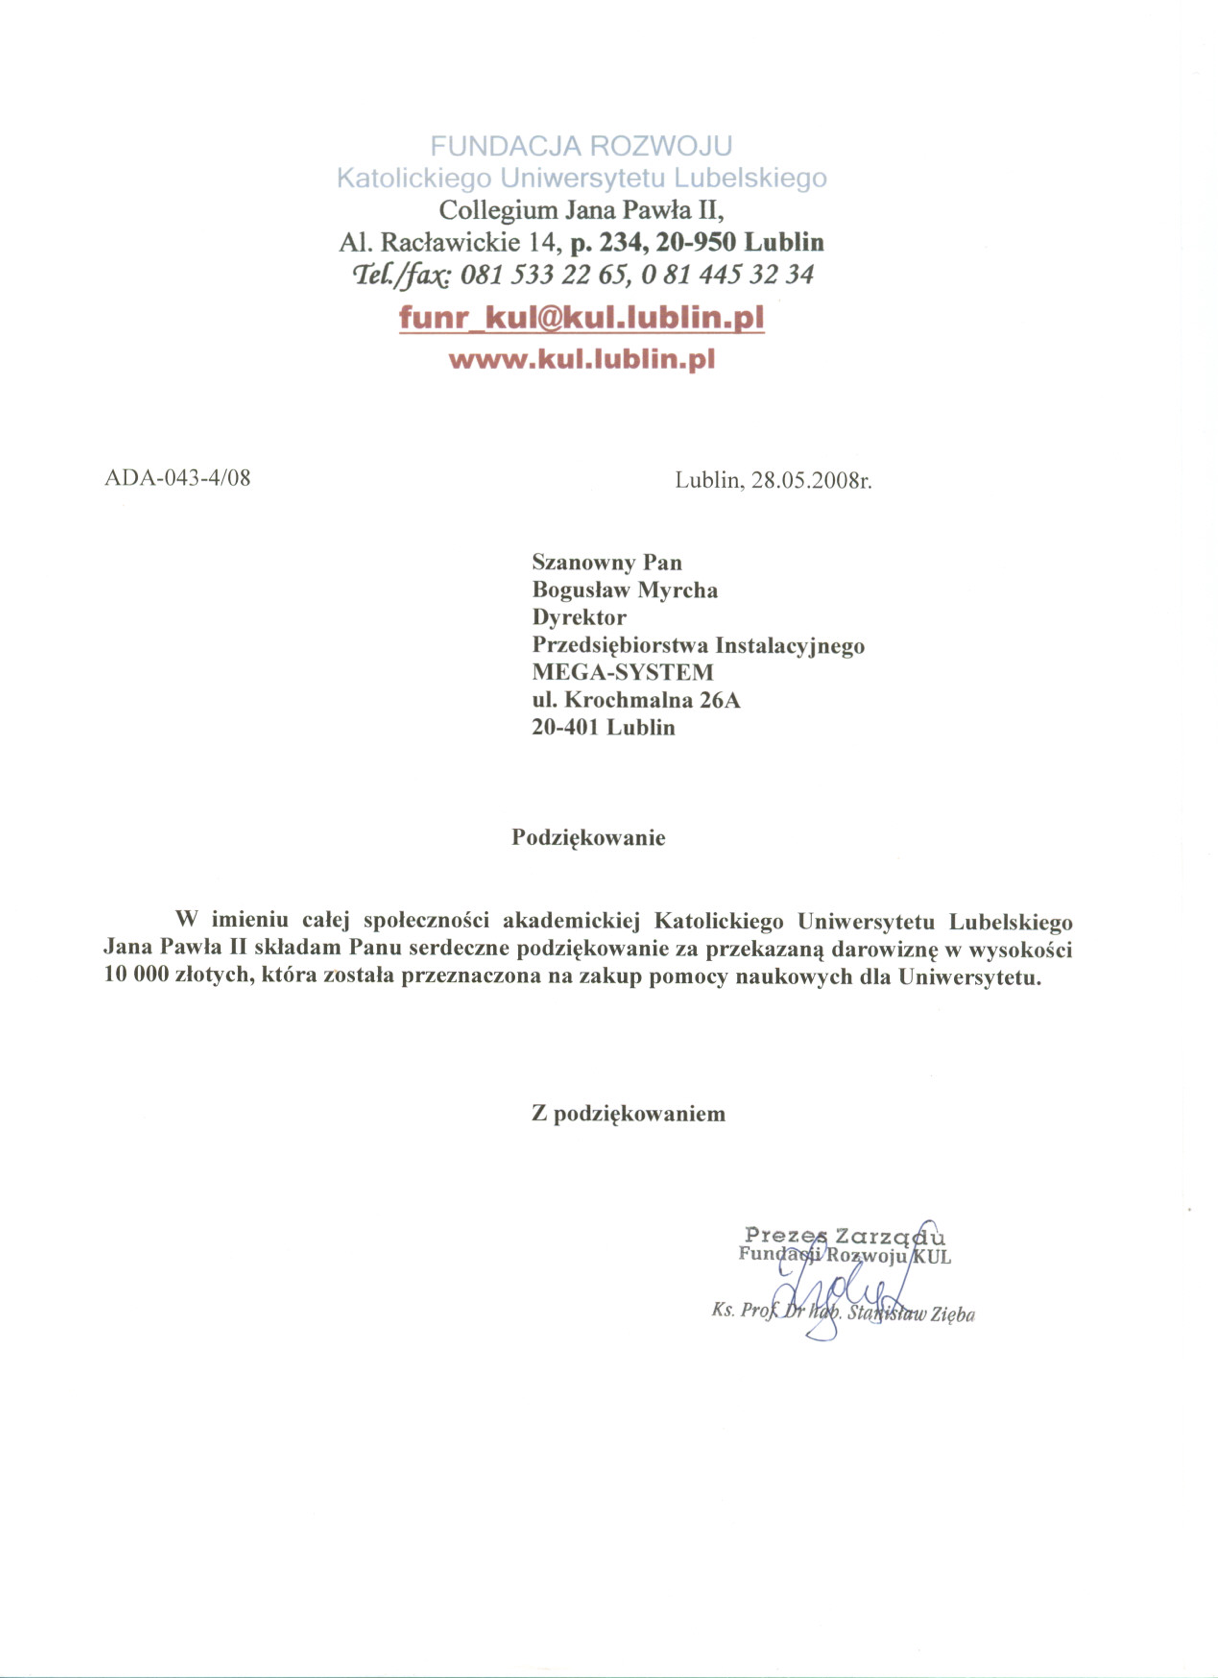 FUNDACJA ROZWOJU
Katolickiego Uniwersytetu Lubelskiego
Collegium Jana Pawła II,
Al. Racławickie 14, p. 234, 20-950 Lublin
Tel./fax: 081 533 22 65, 0 81 445 32 34
funr_kul@kul.lublin.pl
www.kul.lublin.pl
ADA-043-4/08
Lublin, 28.05.2008r.
Szanowny Pan
Bogusław Myrcha
Dyrektor
Przedsiębiorstwa Instalacyjnego
MEGA-SYSTEM
ul. Krochmalna 26A
20-401 Lublin
Podziękowanie
W imieniu całej społeczności akademickiej Katolickiego Uniwersytetu Lubelskiego
Jana Pawła II składam Panu serdeczne podziękowanie za przekazaną darowiznę w wysokości
10 000 złotych, która została przeznaczona na zakup pomocy naukowych dla Uniwersytetu.
Z podziękowaniem
Prezes Zarządu
Fundacji Rozwoju KUL
Ks. Prof. Dr hab. Stanisław Zięba